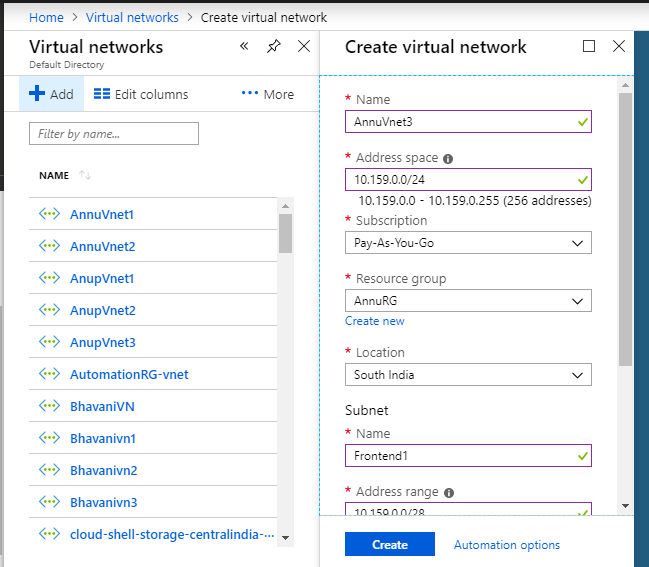 Home > Virtual networks > Create virtual network
Virtual networks
Default Directory
Add
Edit columns
More
Filter by name...
NAME
AnnuVnet1
AnnuVnet2
AnupVnet1
AnupVnet2
AnupVnet3
AutomationRG-vnet
BhavaniVN
Bhavanivn1
Bhavanivn2
Bhavanivn3
cloud-shell-storage-centralindia-···
Create virtual network
* Name
AnnuVnet3
* Address space
10.159.0.0/24
10.159.0.0 - 10.159.0.255 (256 addresses)
* Subscription
Pay-As-You-Go
* Resource group
AnnuRG
Create new
* Location
South India
Subnet
* Name
Frontend1
* Address range
10.159.0.0/28
Create
Automation options